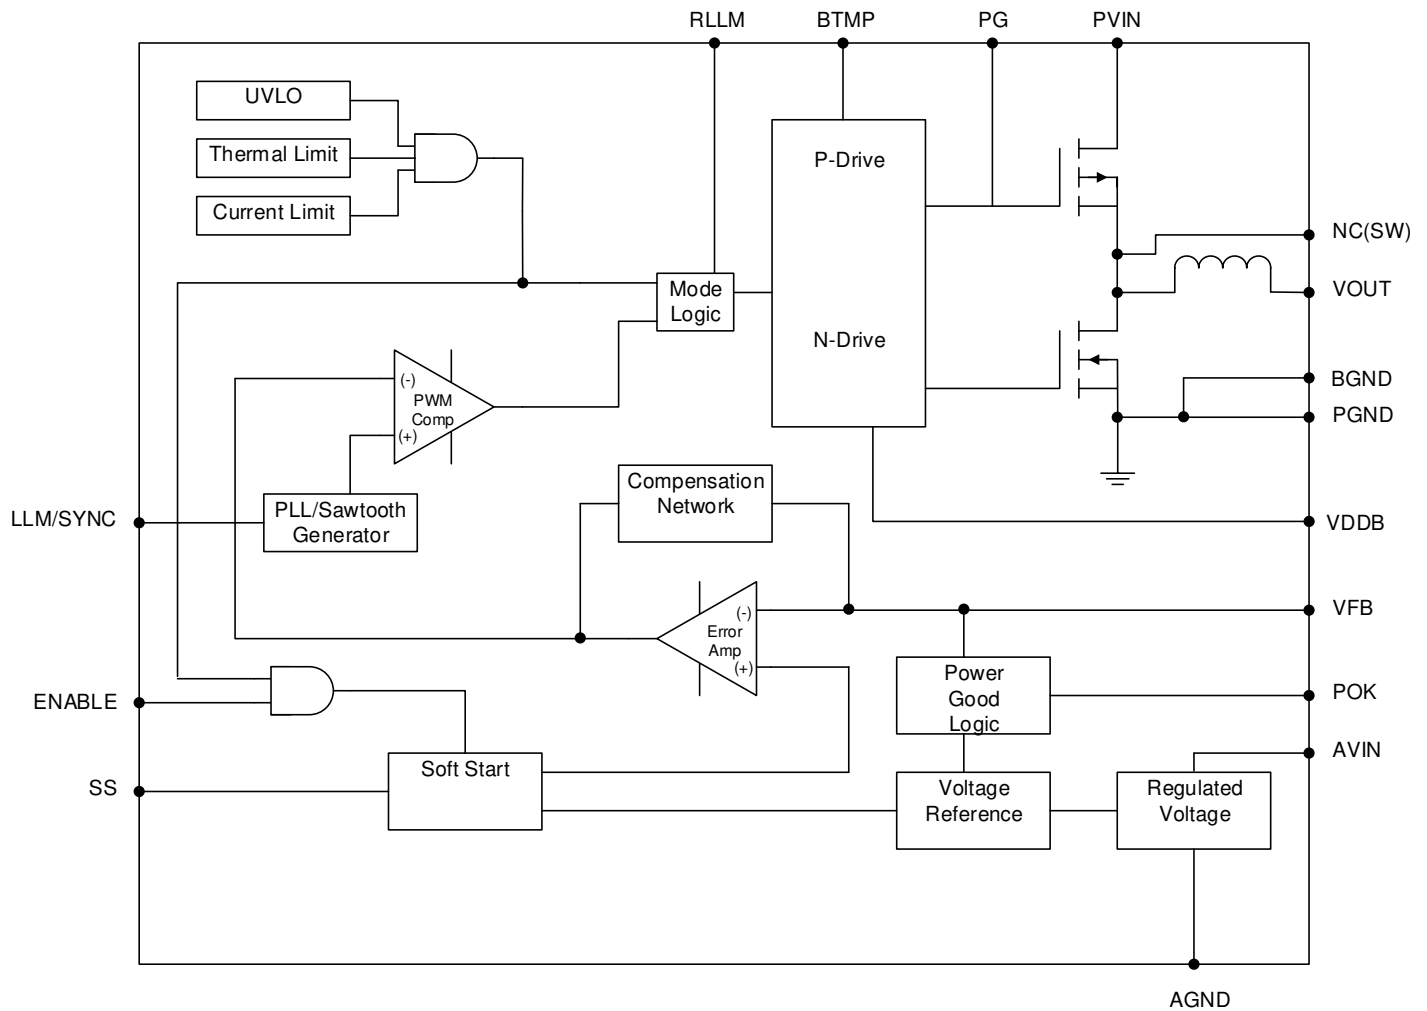 RLLM
BTMP
PG
PVIN
UVLO
Thermal Limit
Current Limit
P-Drive
N-Drive
NC(SW)
VOUT
Mode
Logic
BGND
PGND
(-)
PWM
Comp
(+)
LLM/SYNC
PLL/Sawtooth
Generator
Compensation
Network
VDDB
VFB
(-)
Error
Amp
(+)
Power
Good
Logic
POK
ENABLE
AVIN
SS
Soft Start
Voltage
Reference
Regulated
Voltage
AGND